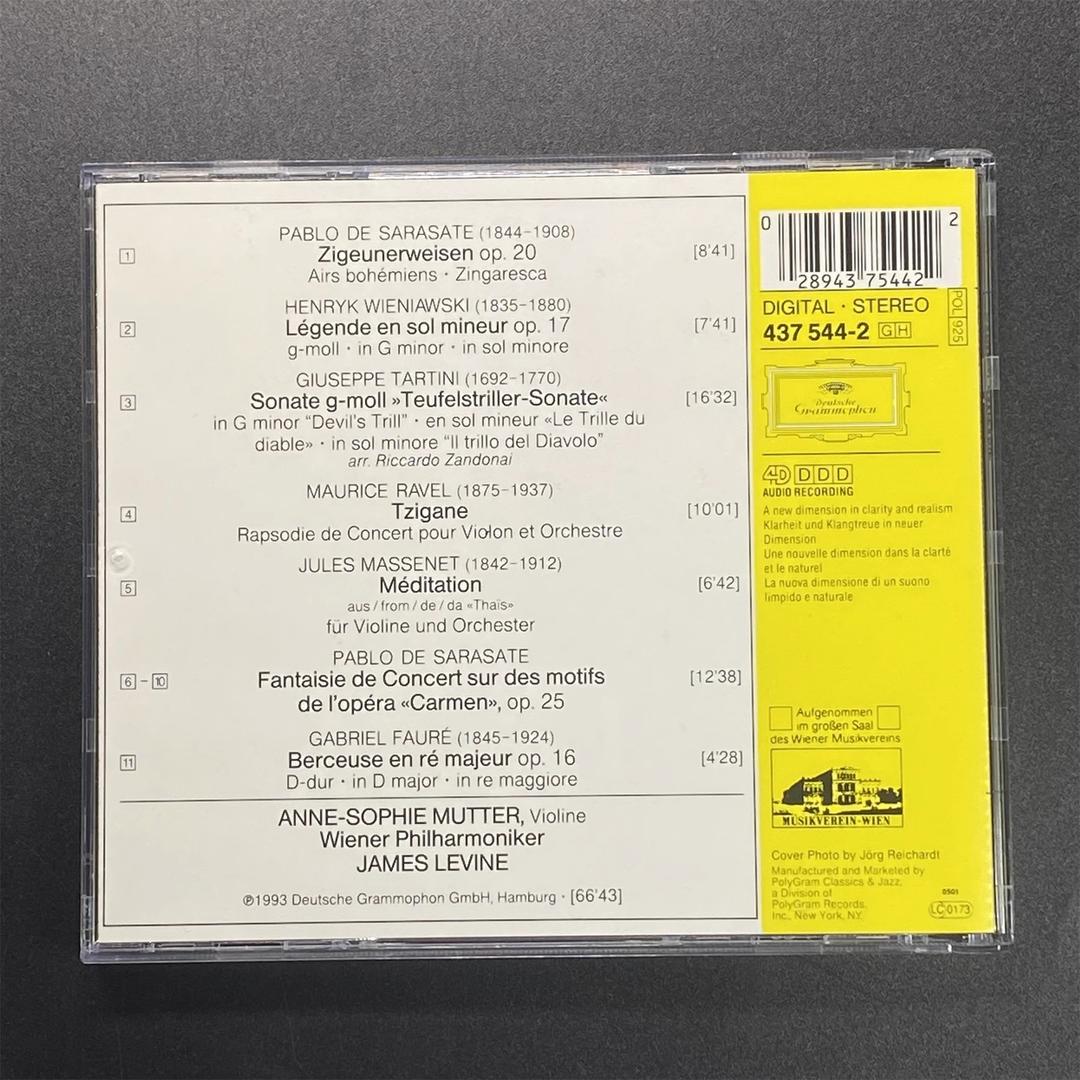 PABLO DE SARASATE (1844-1908)
1 Zigeunerweisen op. 20 [8'41]
Airs bohémiens · Zingaresca
HENRYK WIENIAWSKI (1835-1880)
2 Légende en sol mineur op. 17 [7'41]
g-moll · in G minor · in sol minore
GIUSEPPE TARTINI (1692-1770)
3 Sonate g-moll »Teufelstriller-Sonate« [16'32]
in G minor "Devil's Trill" · en sol mineur «Le Trille du
diable» · in sol minore "Il trillo del Diavolo"
arr. Riccardo Zandonai
MAURICE RAVEL (1875-1937)
4 Tzigane [10'01]
Rapsodie de Concert pour Violon et Orchestre
JULES MASSENET (1842-1912)
5 Méditation [6'42]
aus / from / de / da «Thaïs»
für Violine und Orchester
PABLO DE SARASATE
6 - 10 Fantaisie de Concert sur des motifs [12'38]
de l'opéra «Carmen», op. 25
GABRIEL FAURÉ (1845-1924)
11 Berceuse en ré majeur op. 16 [4'28]
D-dur · in D major · in re maggiore
ANNE-SOPHIE MUTTER, Violine
Wiener Philharmoniker
JAMES LEVINE
℗1993 Deutsche Grammophon GmbH, Hamburg · [66'43]
0 28943 75442 2
DIGITAL · STEREO
437 544-2 GH
POL 925
Deutsche
Grammophon
4D DDD
AUDIO RECORDING
A new dimension in clarity and realism
Klarheit und Klangtreue in neuer
Dimension
Une nouvelle dimension dans la clarté
et le naturel
La nuova dimensione di un suono
limpido e naturale
Aufgenommen
im großen Saal
des Wiener Musikvereins
MUSIKVEREIN-WIEN
Cover Photo by Jörg Reichardt
Manufactured and Marketed by
PolyGram Classics & Jazz,
a Division of
PolyGram Records,
Inc., New York, NY.
0501
LC 0173